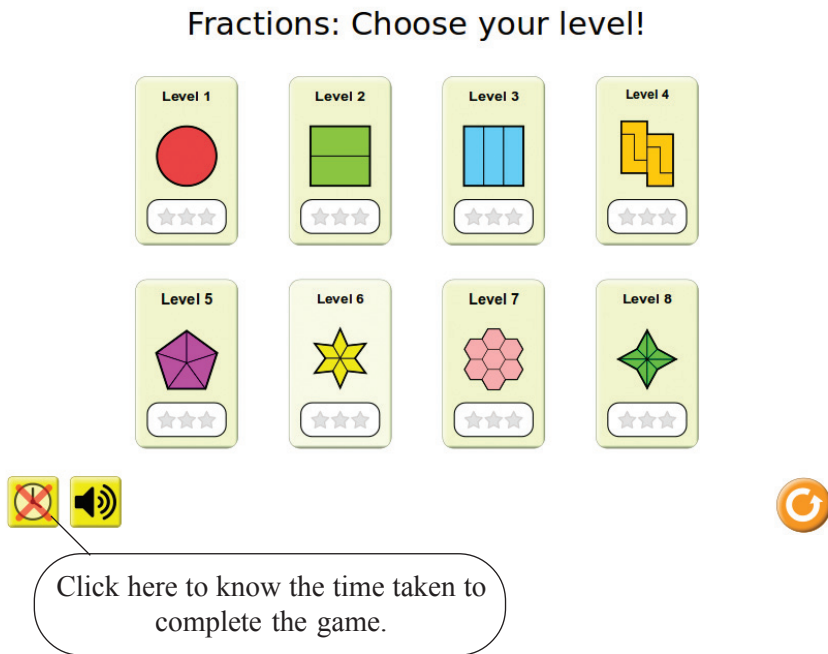 Fractions: Choose your level!
Level 1
Level 2
Level 3
Level 4
Level 5
Level 6
Level 7
Level 8
Click here to know the time taken to
complete the game.